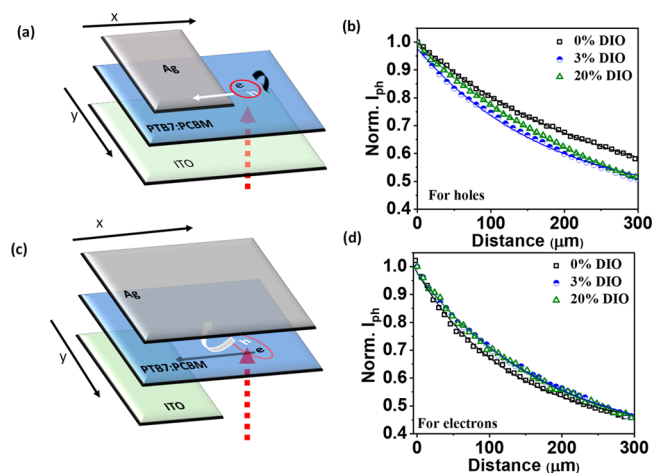 (a)
x
Ag
e
h
y
PTB7:PCBM
ITO
(b)
Norm. Iph
1.0
0.9
0.8
0.7
0.6
0.5
0.4
0% DIO
3% DIO
20% DIO
For holes
0
100
200
300
Distance (μm)
(c)
x
Ag
h
e
y
PTB7:PCBM
ITO
(d)
Norm. Iph
1.0
0.9
0.8
0.7
0.6
0.5
0.4
0% DIO
3% DIO
20% DIO
For electrons
0
100
200
300
Distance (μm)